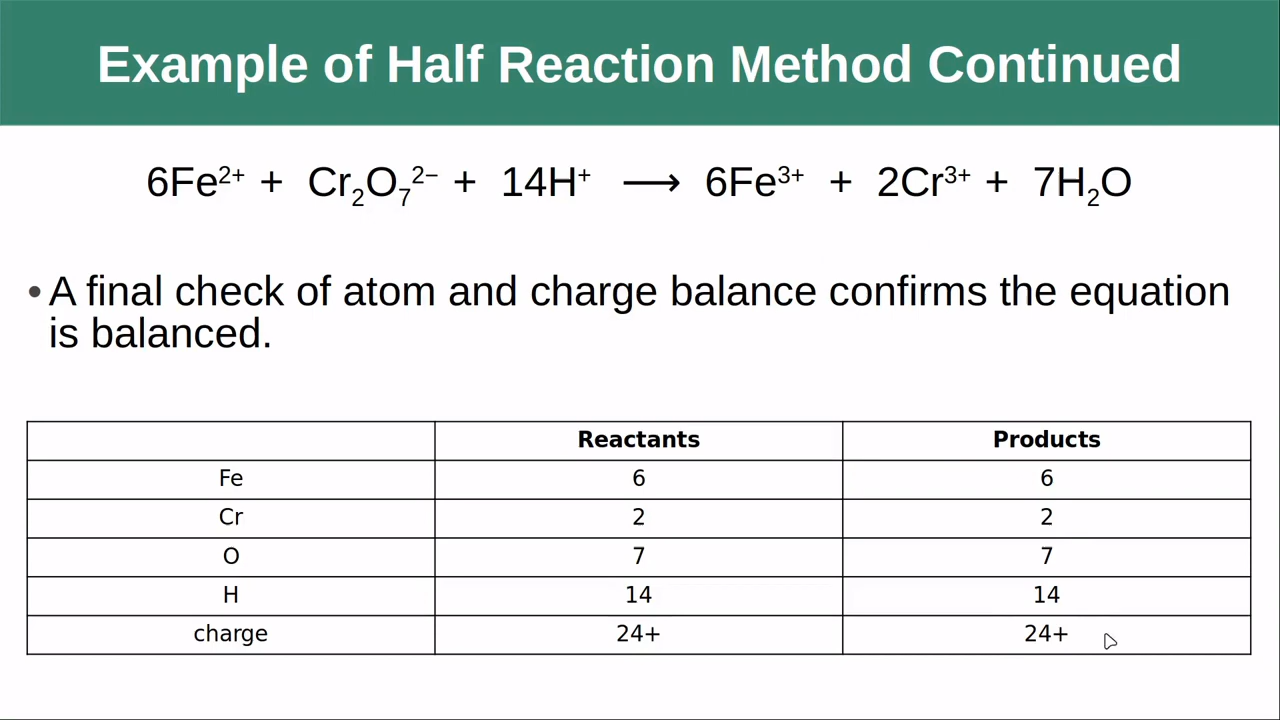 Example of Half Reaction Method Continued
6Fe²⁺ + Cr₂O₇²⁻ + 14H⁺ ⟶ 6Fe³⁺ + 2Cr³⁺ + 7H₂O
•A final check of atom and charge balance confirms the equation
is balanced.
Reactants Products
Fe 6 6
Cr 2 2
O 7 7
H 14 14
charge 24+ 24+